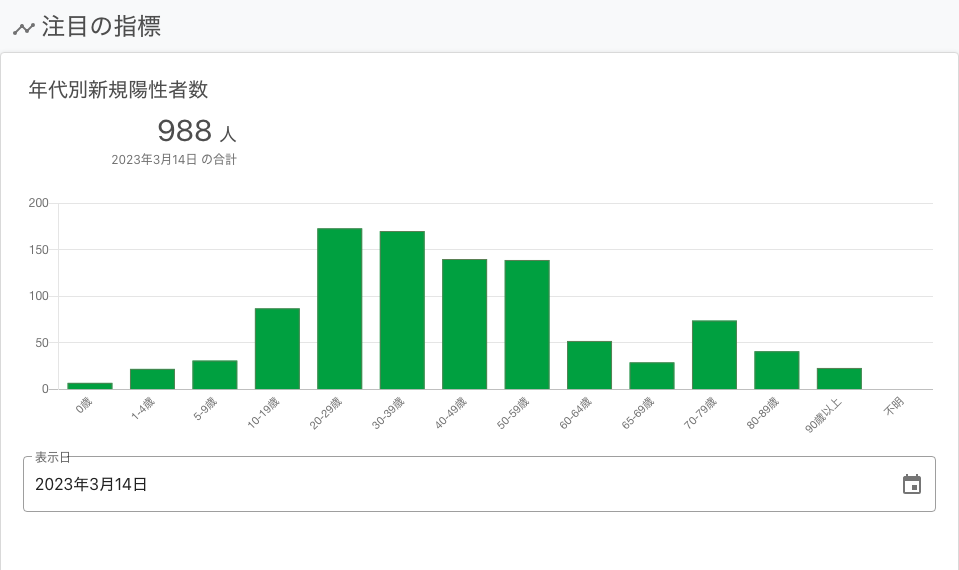 注目の指標
年代別新規陽性者数
988 人
2023年3月14日 の合計
200
150
100
50
0
0歳
1-4歳
5-9歳
10-19歳
20-29歳
30-39歳
40-49歳
50-59歳
60-64歳
65-69歳
70-79歳
80-89歳
90歳以上
不明
表示日
2023年3月14日